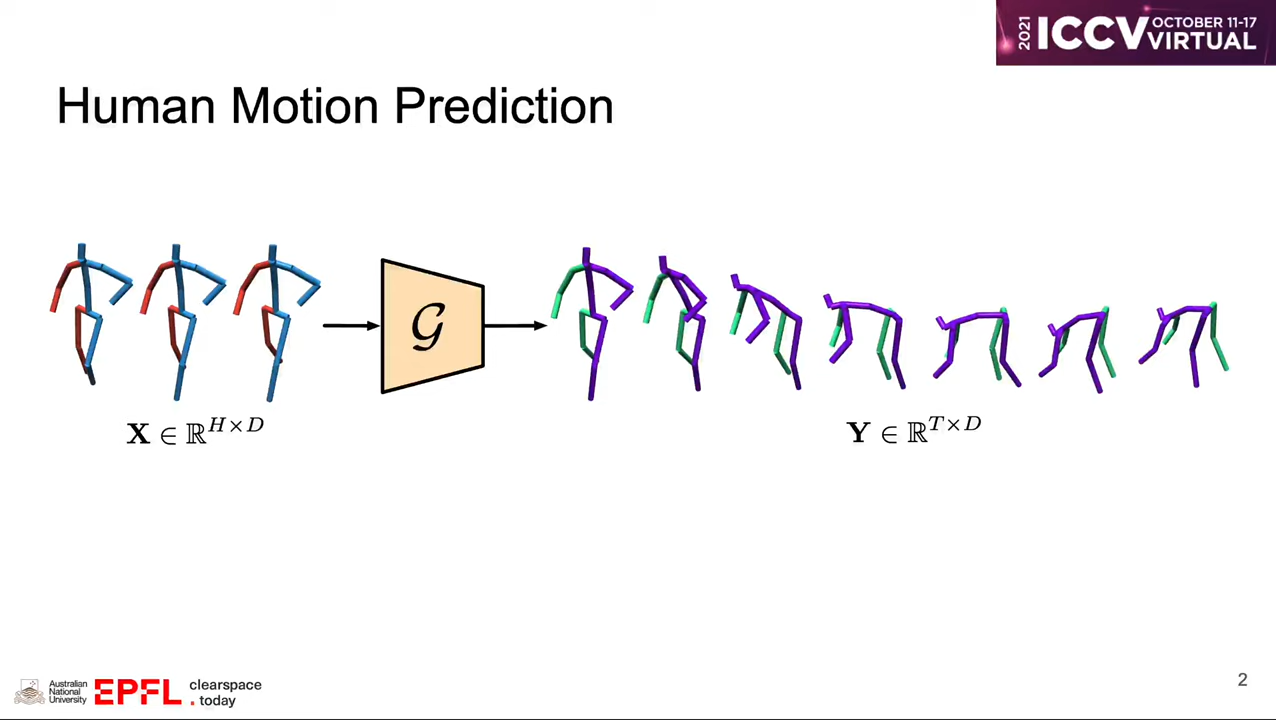 2021 ICCV OCTOBER 11-17 VIRTUAL
Human Motion Prediction
𝒢
𝐗 ∈ ℝ^{H×D}
𝐘 ∈ ℝ^{T×D}
Australian
National
University
EPFL
clearspace
.today
2